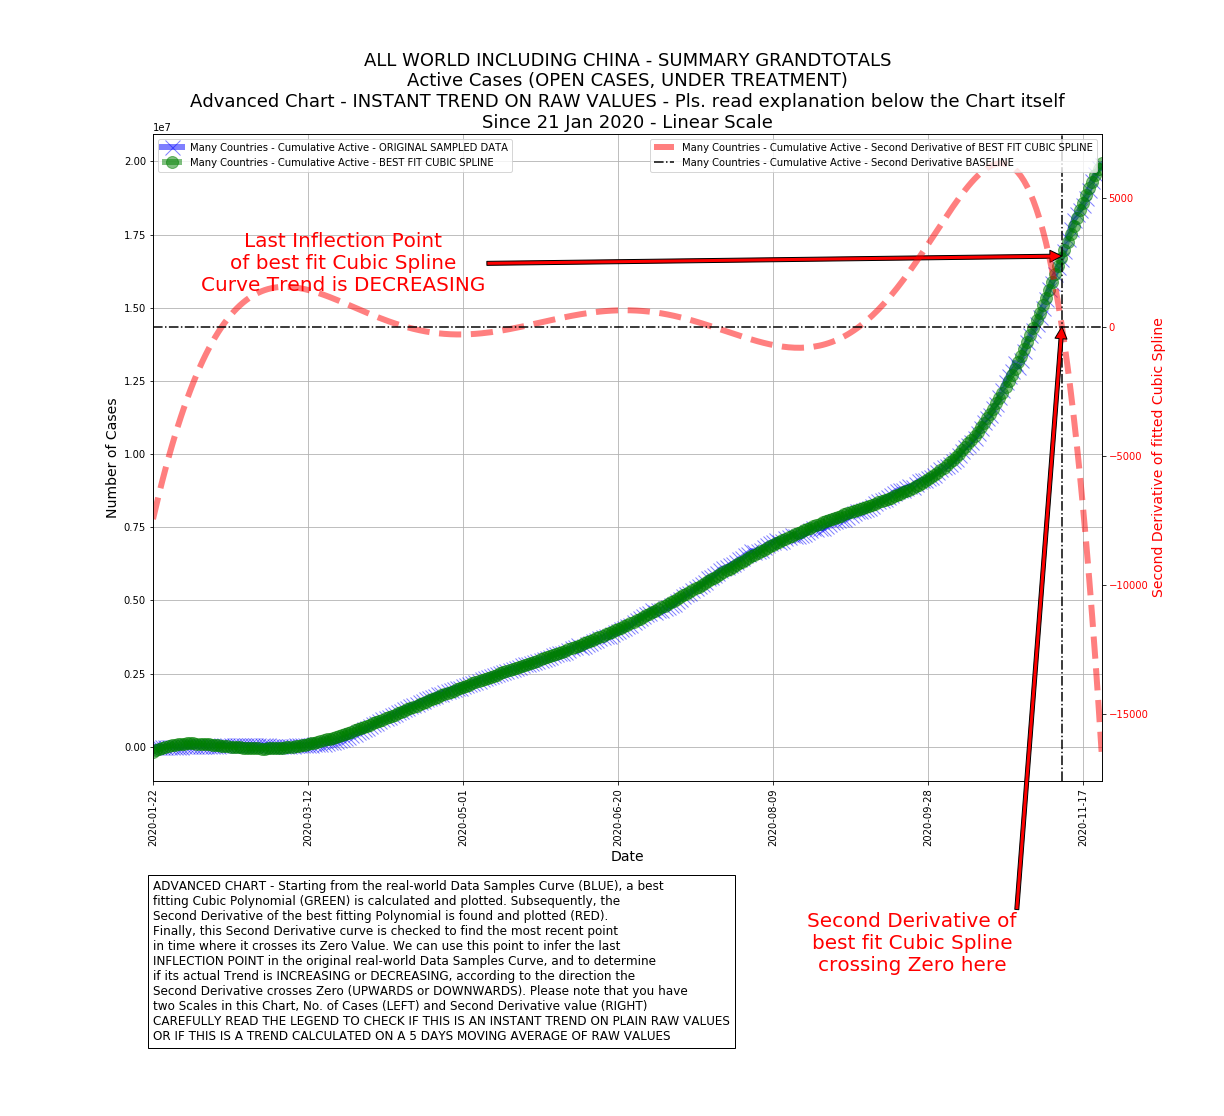 ALL WORLD INCLUDING CHINA - SUMMARY GRANDTOTALS
Active Cases (OPEN CASES, UNDER TREATMENT)
Advanced Chart - INSTANT TREND ON RAW VALUES - Pls. read explanation below the Chart itself
Since 21 Jan 2020 - Linear Scale
1e7
Many Countries - Cumulative Active - ORIGINAL SAMPLED DATA
Many Countries - Cumulative Active - BEST FIT CUBIC SPLINE
Many Countries - Cumulative Active - Second Derivative of BEST FIT CUBIC SPLINE
Many Countries - Cumulative Active - Second Derivative BASELINE
Last Inflection Point
of best fit Cubic Spline
Curve Trend is DECREASING
2.00
1.75
1.50
1.25
1.00
0.75
0.50
0.25
0.00
Number of Cases
5000
0
−5000
−10000
−15000
Second Derivative of fitted Cubic Spline
2020-01-22
2020-03-12
2020-05-01
2020-06-20
2020-08-09
2020-09-28
2020-11-17
Date
Second Derivative of
best fit Cubic Spline
crossing Zero here
ADVANCED CHART - Starting from the real-world Data Samples Curve (BLUE), a best
fitting Cubic Polynomial (GREEN) is calculated and plotted. Subsequently, the
Second Derivative of the best fitting Polynomial is found and plotted (RED).
Finally, this Second Derivative curve is checked to find the most recent point
in time where it crosses its Zero Value. We can use this point to infer the last
INFLECTION POINT in the original real-world Data Samples Curve, and to determine
if its actual Trend is INCREASING or DECREASING, according to the direction the
Second Derivative crosses Zero (UPWARDS or DOWNWARDS). Please note that you have
two Scales in this Chart, No. of Cases (LEFT) and Second Derivative value (RIGHT)
CAREFULLY READ THE LEGEND TO CHECK IF THIS IS AN INSTANT TREND ON PLAIN RAW VALUES
OR IF THIS IS A TREND CALCULATED ON A 5 DAYS MOVING AVERAGE OF RAW VALUES